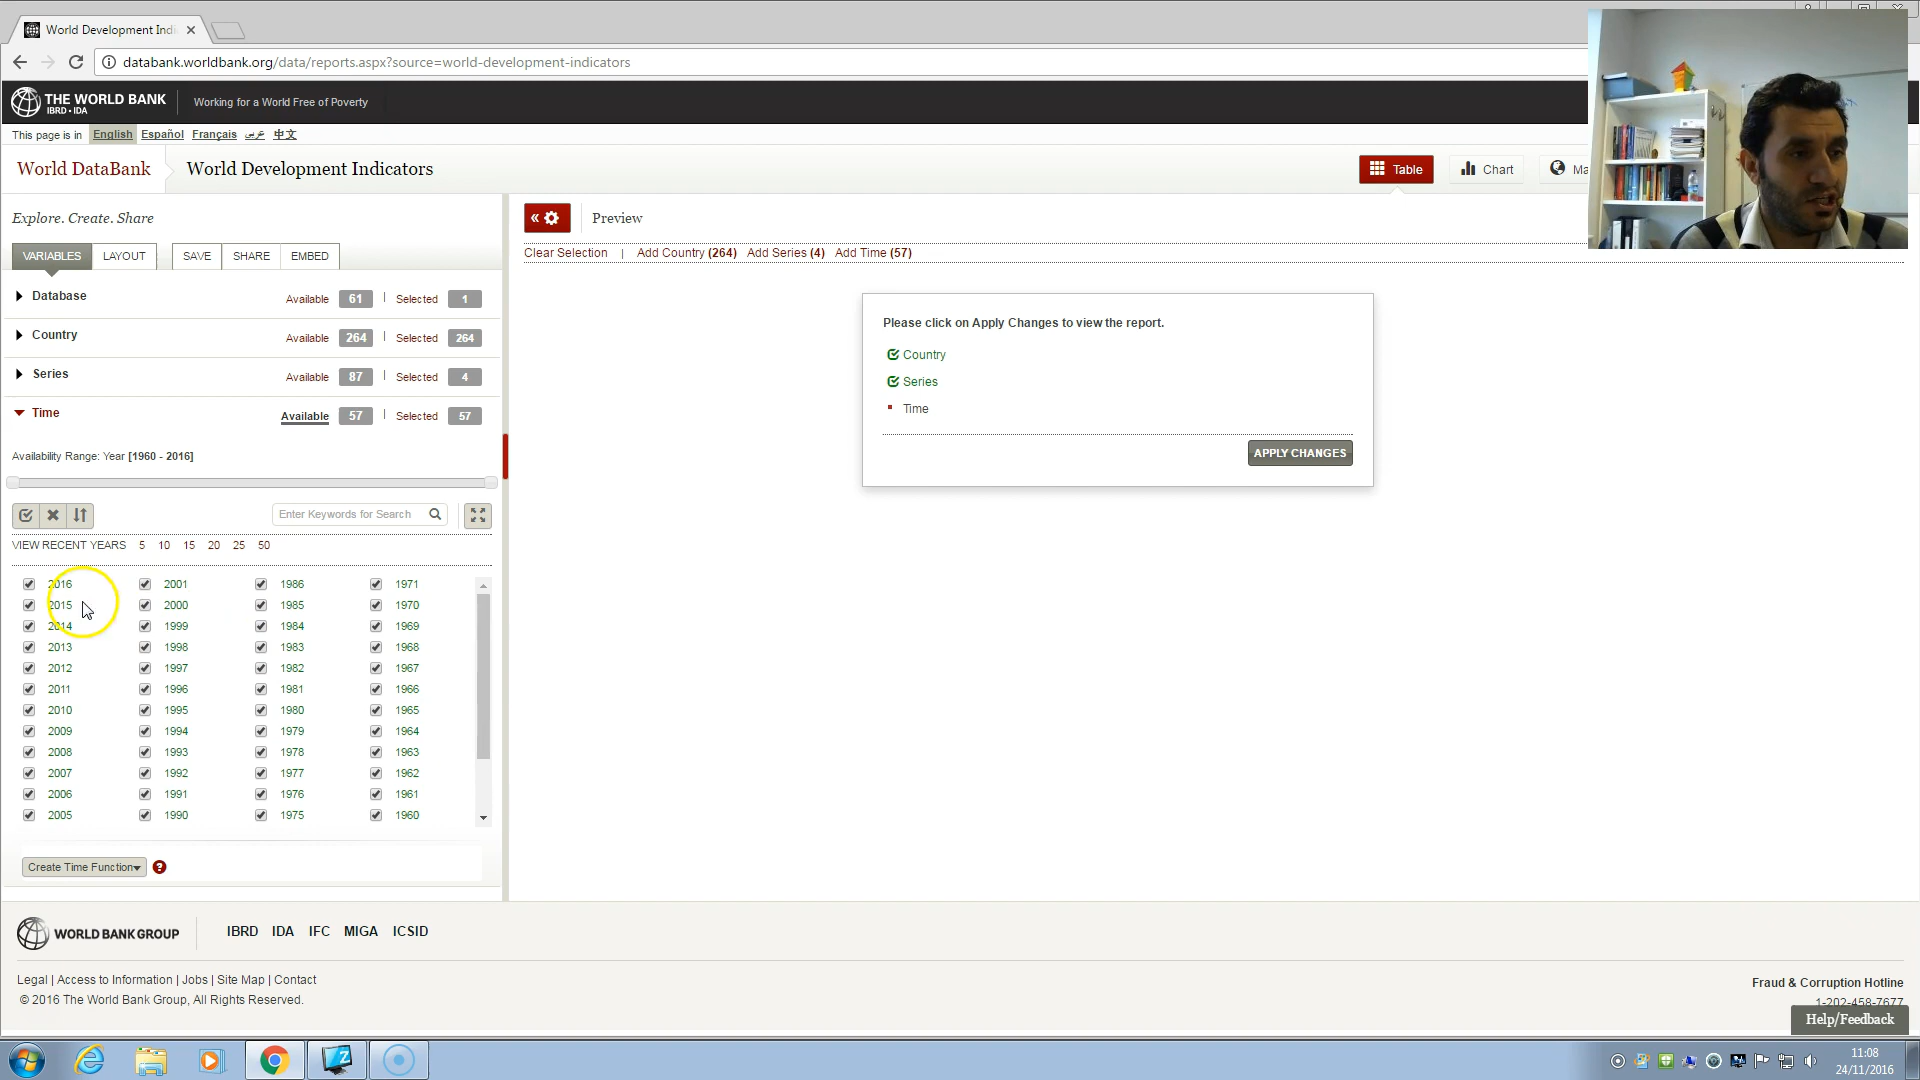 World Development Indi
databank.worldbank.org/data/reports.aspx?source=world-development-indicators
THE WORLD BANK
IBRD • IDA
Working for a World Free of Poverty
This page is in English Español Français عربي 中文
World DataBank World Development Indicators
Table Chart Ma
Explore. Create. Share
« Preview
VARIABLES LAYOUT SAVE SHARE EMBED
Clear Selection | Add Country (264) Add Series (4) Add Time (57)
Database Available 61 | Selected 1
Country Available 264 | Selected 264
Series Available 87 | Selected 4
Time Available 57 | Selected 57
Please click on Apply Changes to view the report.
Country
Series
Time
APPLY CHANGES
Availability Range: Year [1960 - 2016]
Enter Keywords for Search
VIEW RECENT YEARS 5 10 15 20 25 50
2016 2001 1986 1971
2015 2000 1985 1970
2014 1999 1984 1969
2013 1998 1983 1968
2012 1997 1982 1967
2011 1996 1981 1966
2010 1995 1980 1965
2009 1994 1979 1964
2008 1993 1978 1963
2007 1992 1977 1962
2006 1991 1976 1961
2005 1990 1975 1960
Create Time Function ?
WORLD BANK GROUP IBRD IDA IFC MIGA ICSID
Legal | Access to Information | Jobs | Site Map | Contact
© 2016 The World Bank Group, All Rights Reserved.
Fraud & Corruption Hotline
1-202-458-7677
Help/Feedback
11:08
24/11/2016